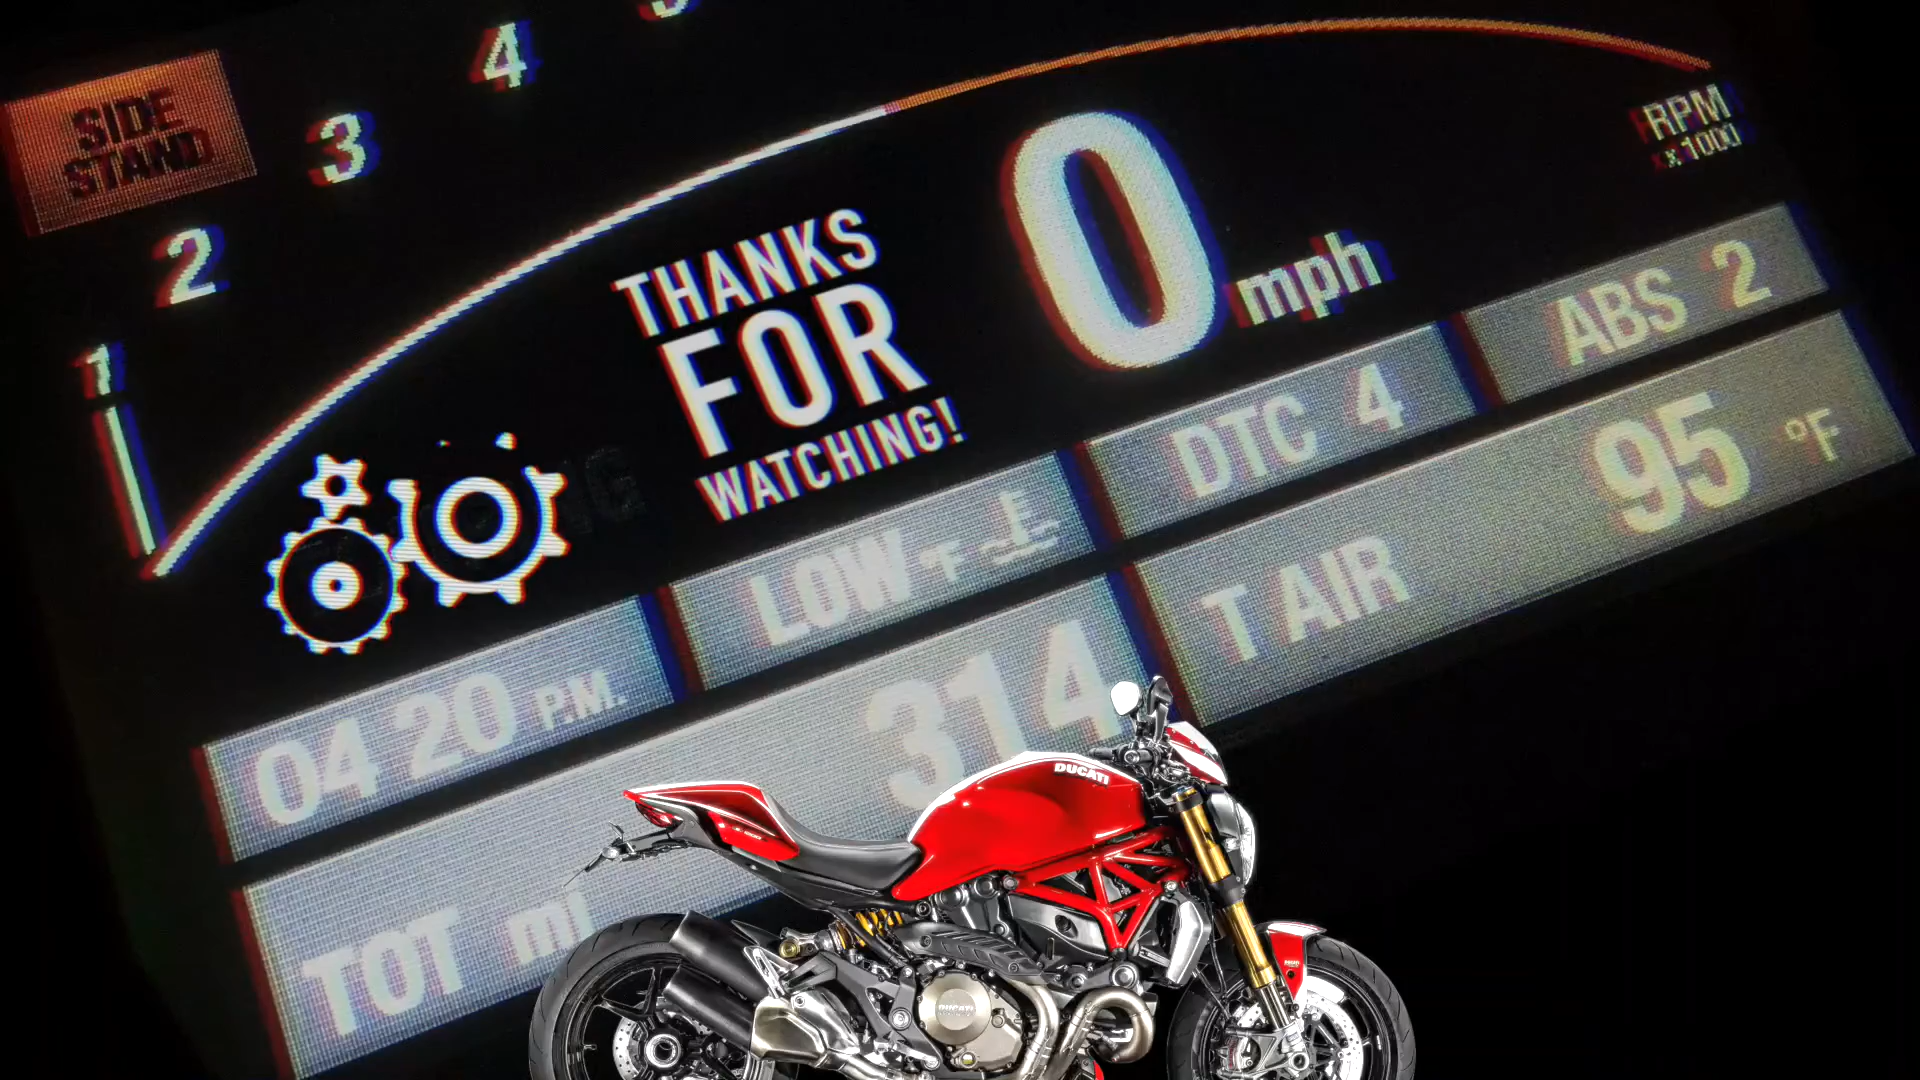 4
SIDE
STAND
3
2
1
RPM
x1000
THANKS
FOR
WATCHING!
0 mph
ABS 2
DTC 4
LOW °F
04 20 P.M.
95 °F
T AIR
314
TOT mi
DUCATI
DUCATI